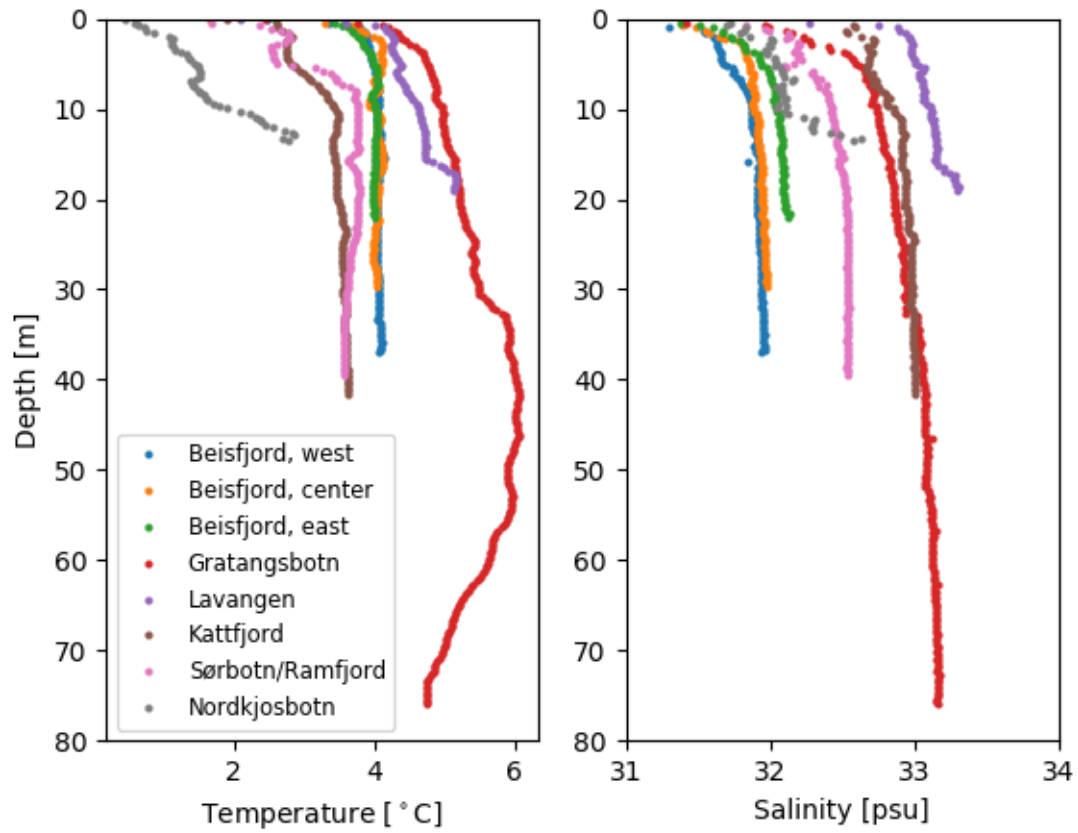 0
10
20
30
40
50
60
70
80
Depth [m]
2
4
6
Temperature [ °C]
Beisfjord, west
Beisfjord, center
Beisfjord, east
Gratangsbotn
Lavangen
Kattfjord
Sørbotn/Ramfjord
Nordkjosbotn
0
10
20
30
40
50
60
70
80
31
32
33
34
Salinity [psu]